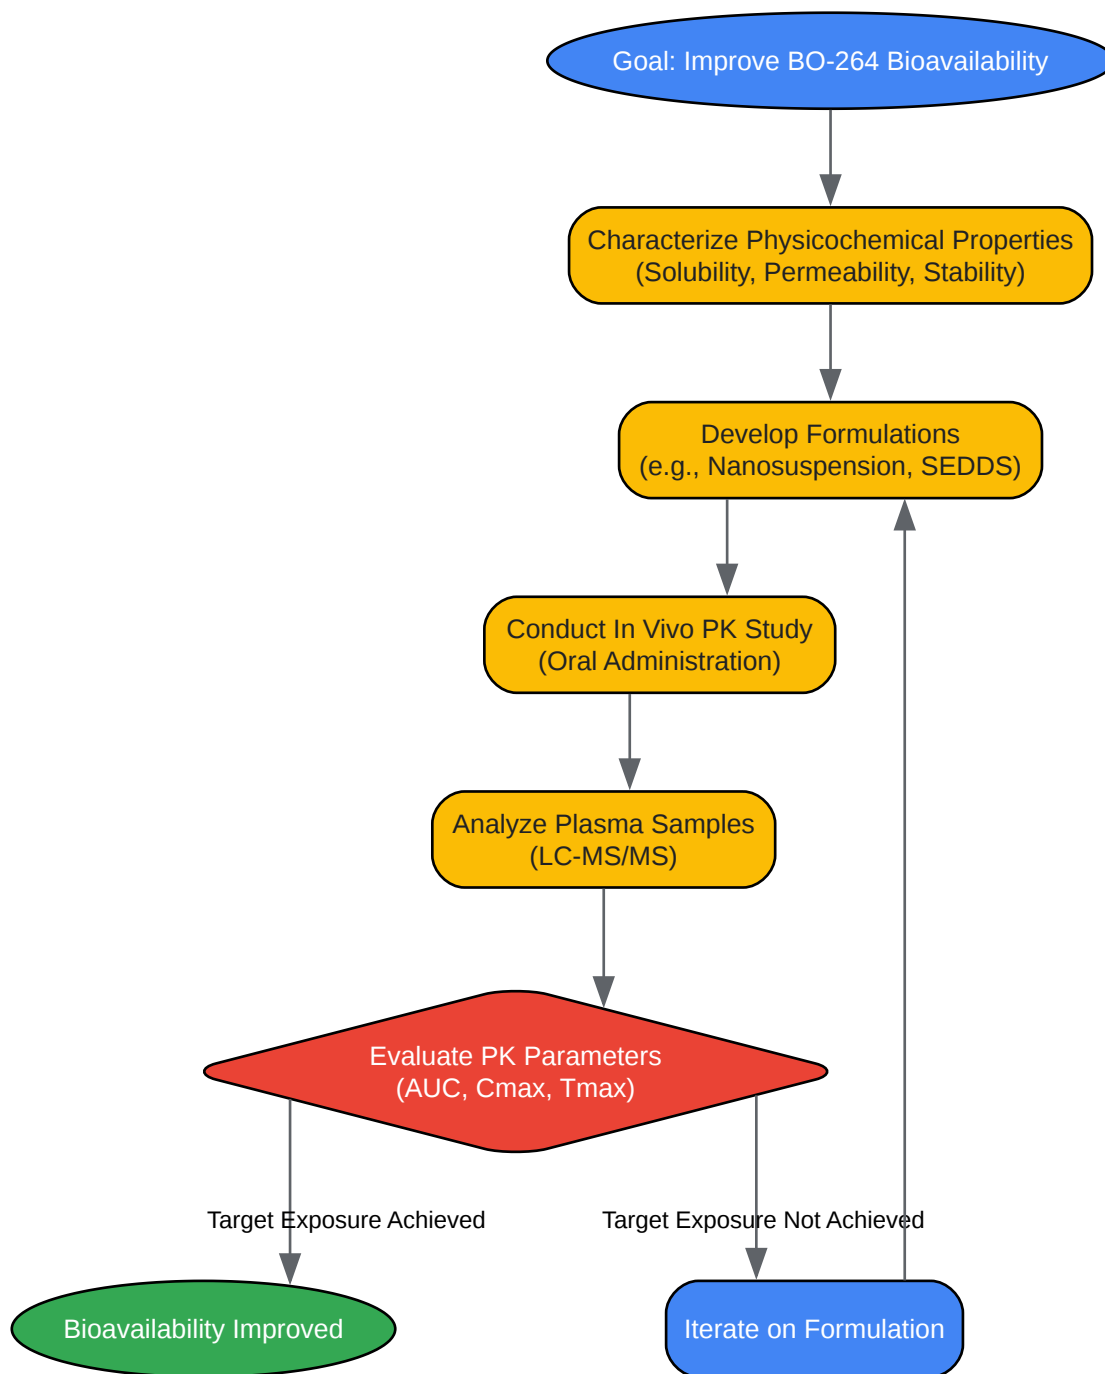 Goal: Improve BO-264 Bioavailability
Characterize Physicochemical Properties
(Solubility, Permeability, Stability)
Develop Formulations
(e.g., Nanosuspension, SEDDS)
Conduct In Vivo PK Study
(Oral Administration)
Analyze Plasma Samples
(LC-MS/MS)
Evaluate PK Parameters
(AUC, Cmax, Tmax)
Target Exposure Achieved
Target Exposure Not Achieved
Bioavailability Improved
Iterate on Formulation